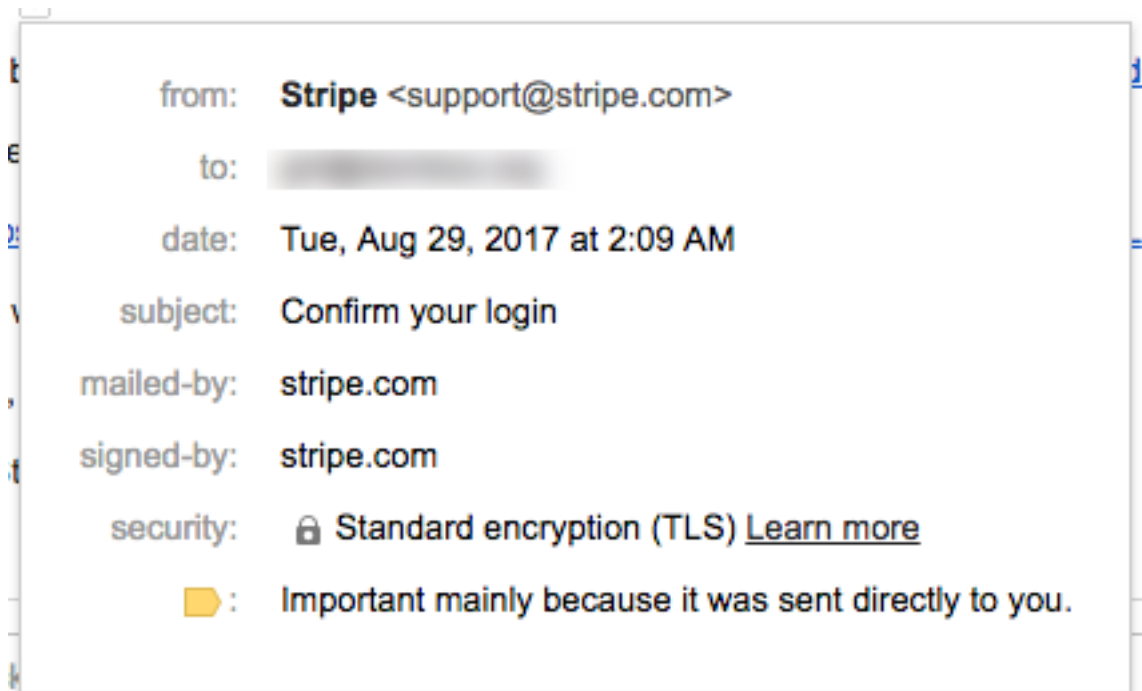 from: Stripe <support@stripe.com>
to:
date: Tue, Aug 29, 2017 at 2:09 AM
subject: Confirm your login
mailed-by: stripe.com
signed-by: stripe.com
security: Standard encryption (TLS) Learn more
: Important mainly because it was sent directly to you.